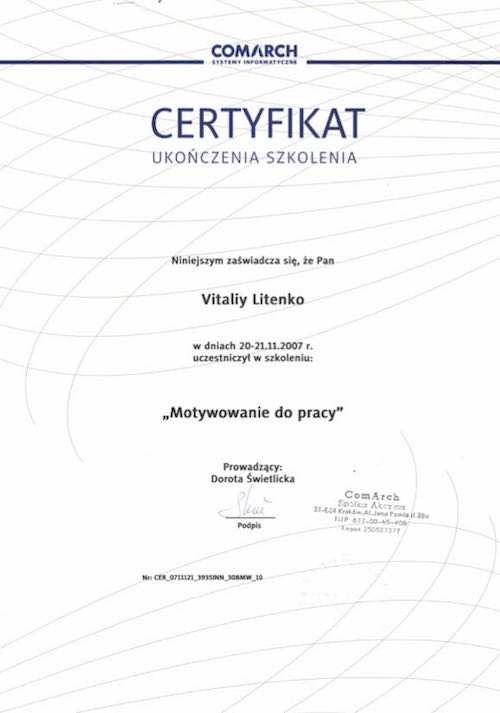 COMARCH
SYSTEMY INFORMATYCZNE
CERTYFIKAT
UKOŃCZENIA SZKOLENIA
Niniejszym zaświadcza się, że Pan
Vitaliy Litenko
w dniach 20-21.11.2007 r.
uczestniczył w szkoleniu:
„Motywowanie do pracy”
Prowadzący:
Dorota Świetlicka
Podpis
ComArch
Spółka Akcyjna
31-864 Kraków, Al. Jana Pawła II 39a
NIP 677-00-65-406
Regon 350527377
Nr: CER_0711121_3935INN_308MW_10